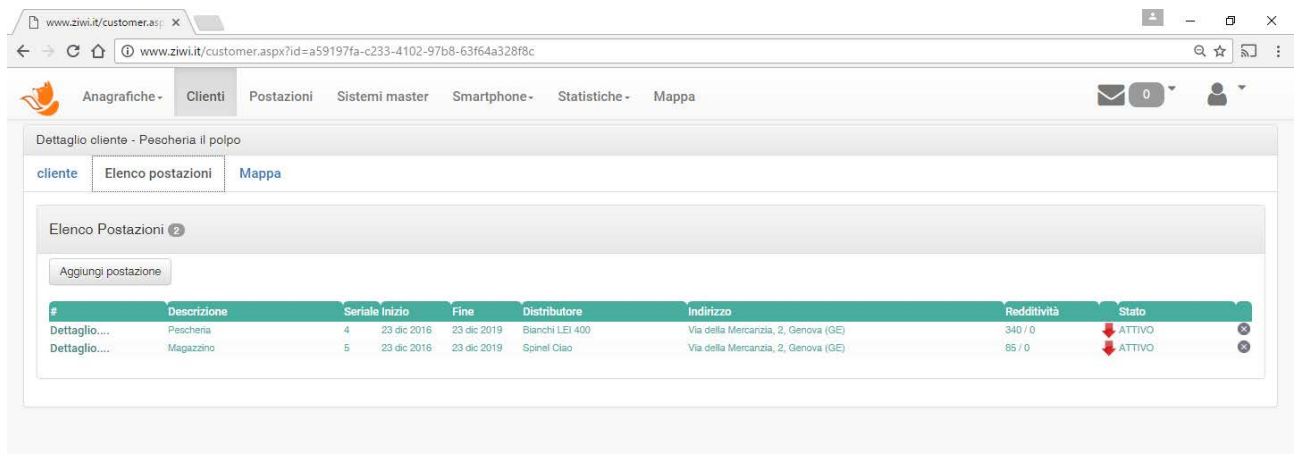 www.ziwi.it/customer.asp
www.ziwi.it/customer.aspx?id=a59197fa-c233-4102-97b8-63f64a328f8c
Anagrafiche Clienti Postazioni Sistemi master Smartphone Statistiche Mappa 0
Dettaglio cliente - Pescheria il polpo
cliente Elenco postazioni Mappa
Elenco Postazioni 2
Aggiungi postazione
# Descrizione Seriale Inizio Fine Distributore Indirizzo Redditività Stato
Dettaglio.... Pescheria 4 23 dic 2016 23 dic 2019 Bianchi LEI 400 Via della Mercanzia, 2, Genova (GE) 340 / 0 ATTIVO
Dettaglio.... Magazzino 5 23 dic 2016 23 dic 2019 Spinel Ciao Via della Mercanzia, 2, Genova (GE) 85 / 0 ATTIVO